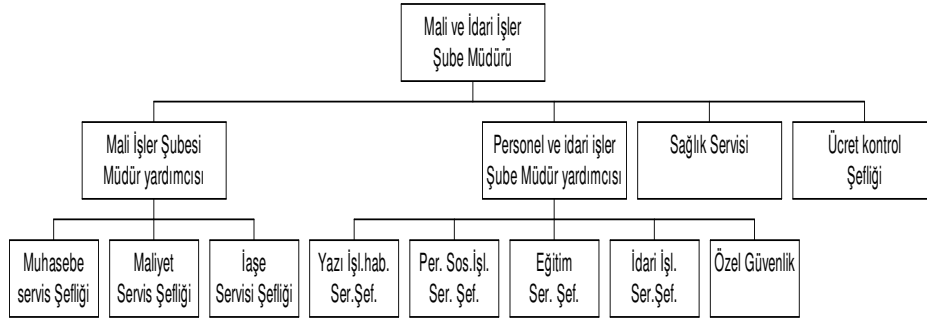 Mali ve İdari İşler
Şube Müdürü
Mali İşler Şubesi
Müdür yardımcısı
Personel ve idari işler
Şube Müdür yardımcısı
Sağlık Servisi
Ücret kontrol
Şefliği
Muhasebe
servis Şefliği
Maliyet
Servis Şefliği
İaşe
Servisi Şefliği
Yazı İşl.hab.
Ser.Şef.
Per. Sos.İşl.
Ser. Şef.
Eğitim
Ser. Şef.
İdari İşl.
Ser.Şef.
Özel Güvenlik